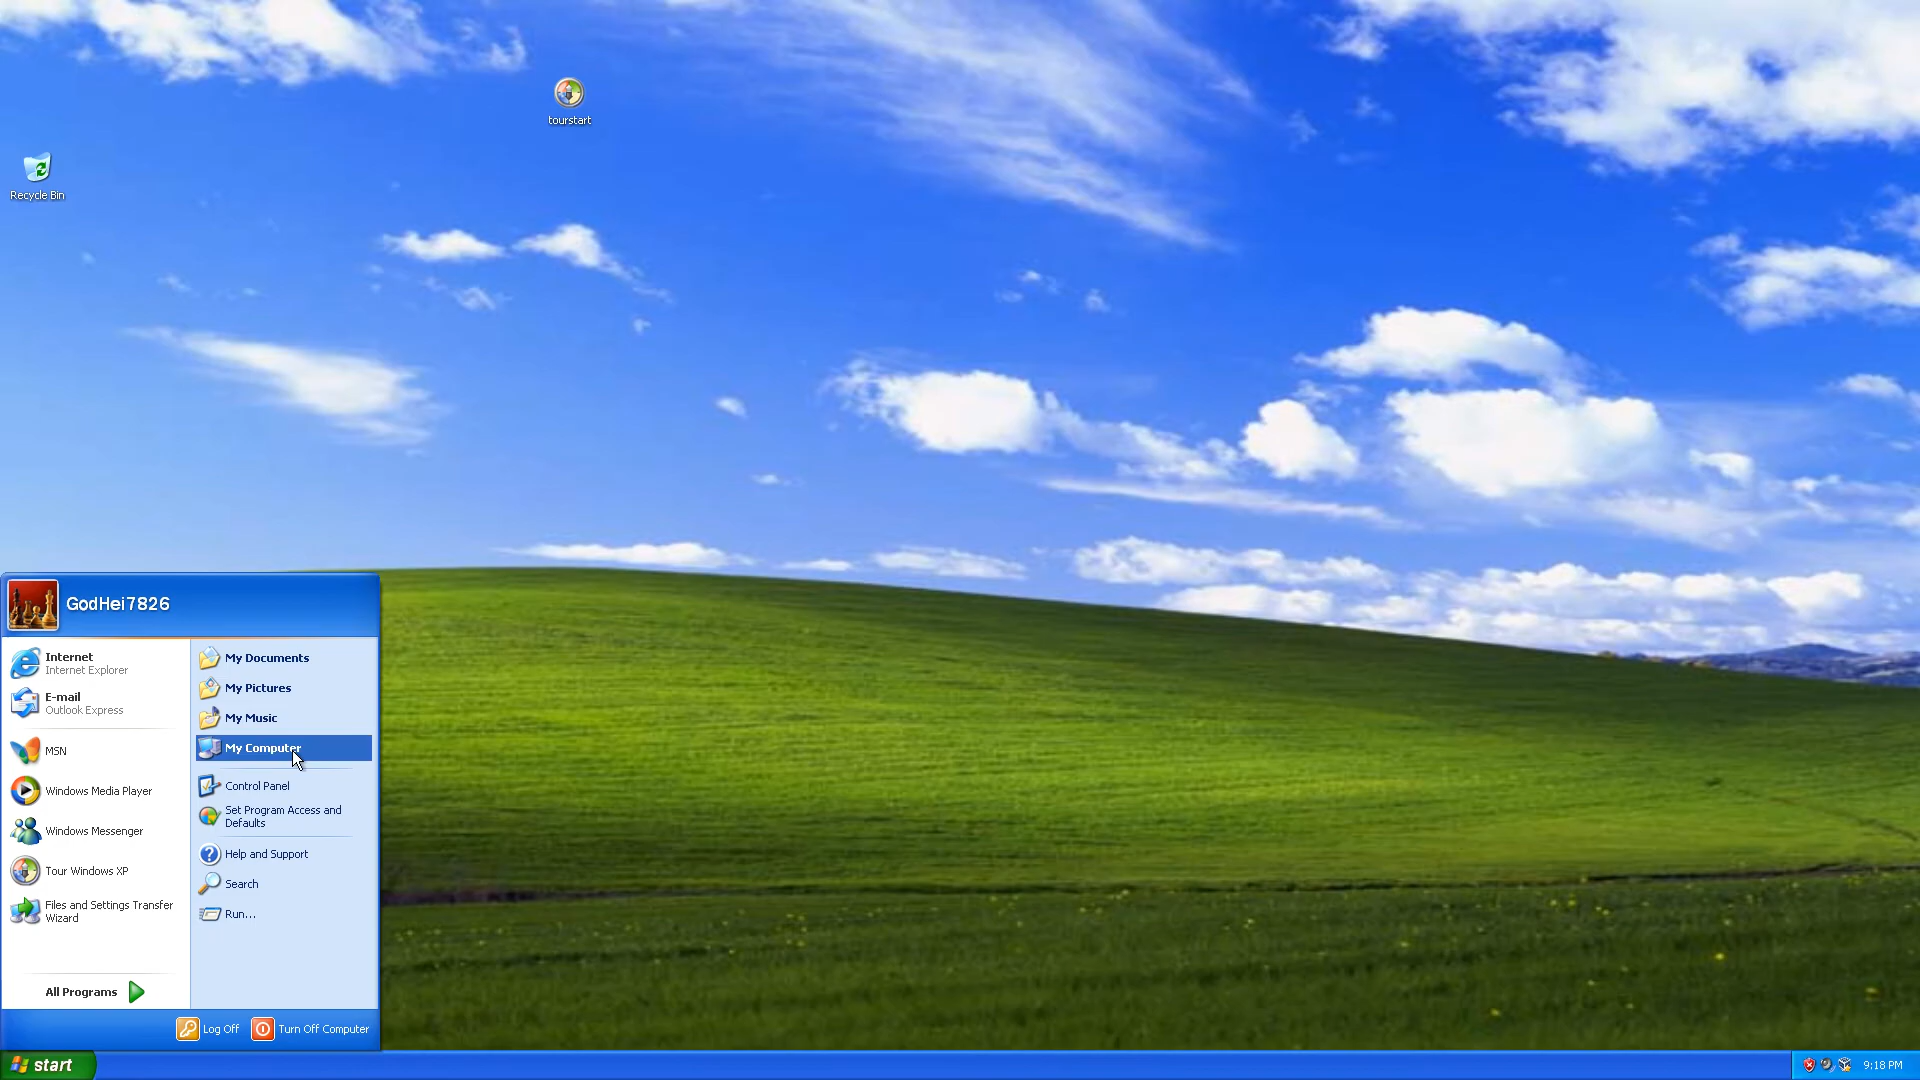 tourstart
Recycle Bin
GodHei7826
Internet
Internet Explorer
E-mail
Outlook Express
MSN
Windows Media Player
Windows Messenger
Tour Windows XP
Files and Settings Transfer
Wizard
All Programs
My Documents
My Pictures
My Music
My Computer
Control Panel
Set Program Access and
Defaults
Help and Support
Search
Run...
Log Off
Turn Off Computer
start
9:18 PM